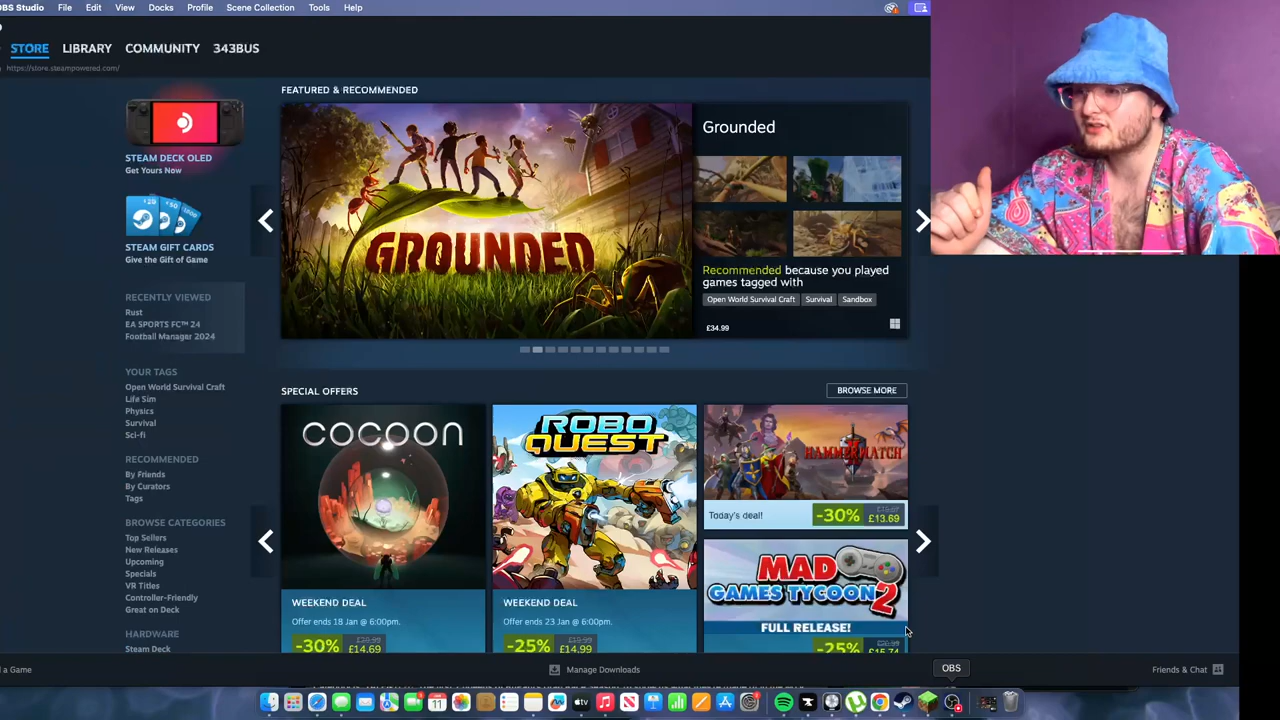 OBS Studio File Edit View Docks Profile Scene Collection Tools Help
STORE LIBRARY COMMUNITY 343BUS
https://store.steampowered.com/
STEAM DECK OLED
Get Yours Now
STEAM GIFT CARDS
Give the Gift of Game
RECENTLY VIEWED
Rust
EA SPORTS FC™ 24
Football Manager 2024
YOUR TAGS
Open World Survival Craft
Life Sim
Physics
Survival
Sci-fi
RECOMMENDED
By Friends
By Curators
Tags
BROWSE CATEGORIES
Top Sellers
New Releases
Upcoming
Specials
VR Titles
Controller-Friendly
Great on Deck
HARDWARE
Steam Deck
FEATURED & RECOMMENDED
GROUNDED
Grounded
Recommended because you played
games tagged with
Open World Survival Craft Survival Sandbox
£34.99
SPECIAL OFFERS
BROWSE MORE
COCOON
WEEKEND DEAL
Offer ends 18 Jan @ 6:00pm.
-30% £14.69
ROBO
QUEST
WEEKEND DEAL
Offer ends 23 Jan @ 6:00pm.
-25% £14.99
HAMMERWATCH
Today's deal!
-30% £13.69
MAD
GAMES TYCOON 2
FULL RELEASE!
-25% £15.74
OBS
d a Game
Manage Downloads
Friends & Chat